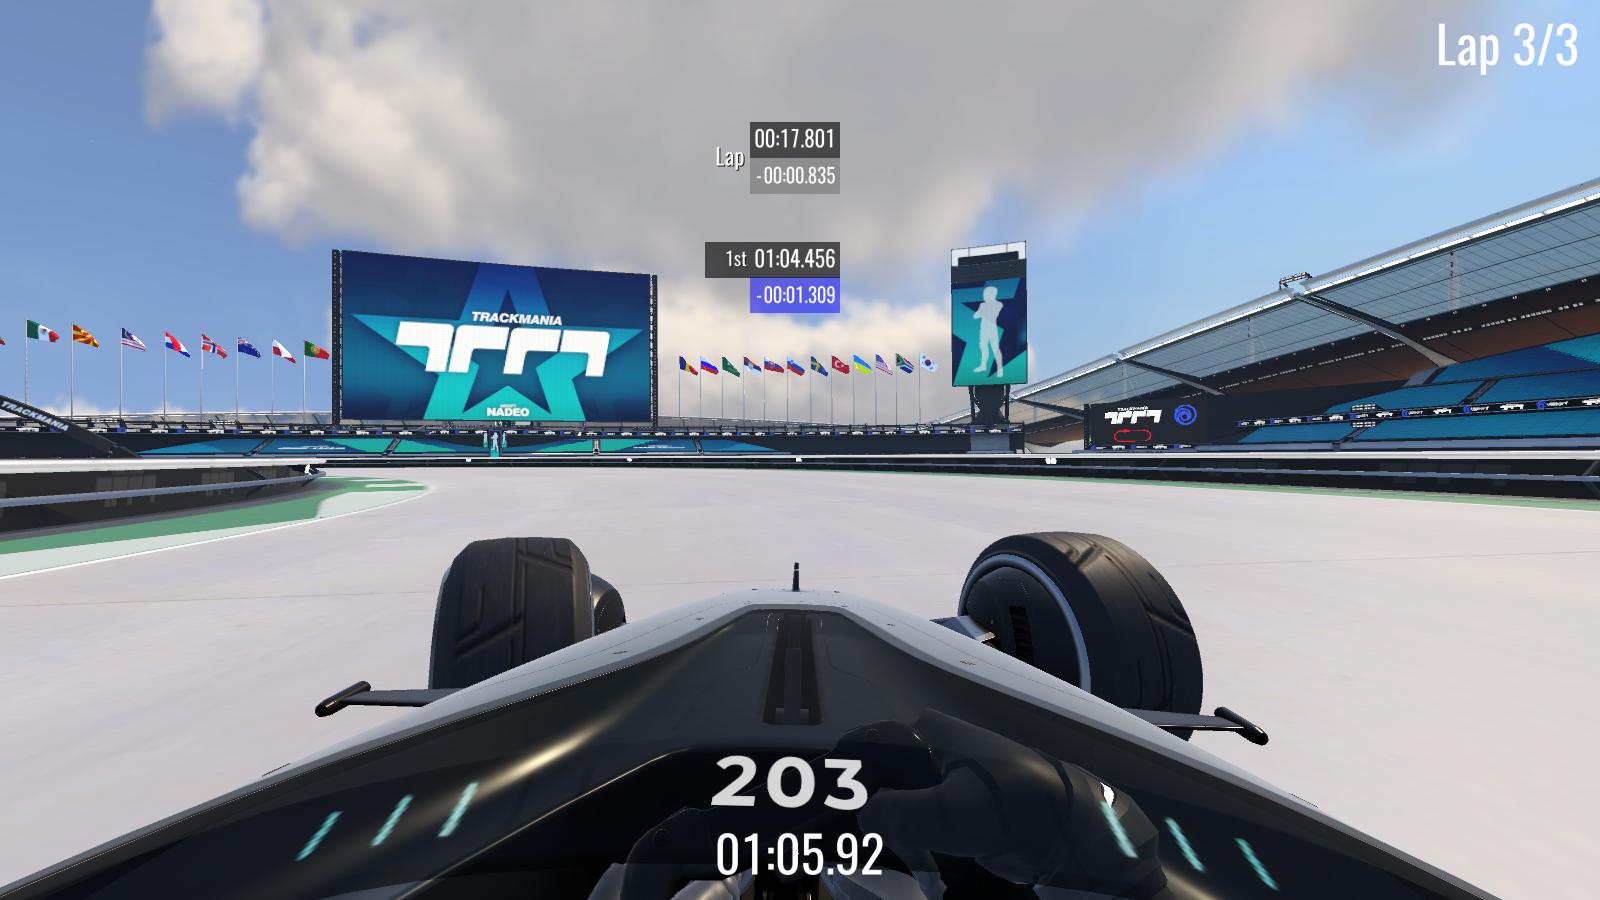 Lap 3/3
00:17.801
Lap
-00:00.835
1st 01:04.456
-00:01.309
TRACKMANIA
NADEO
TRACKMANIA
TRACKMANIA
203
01:05.92